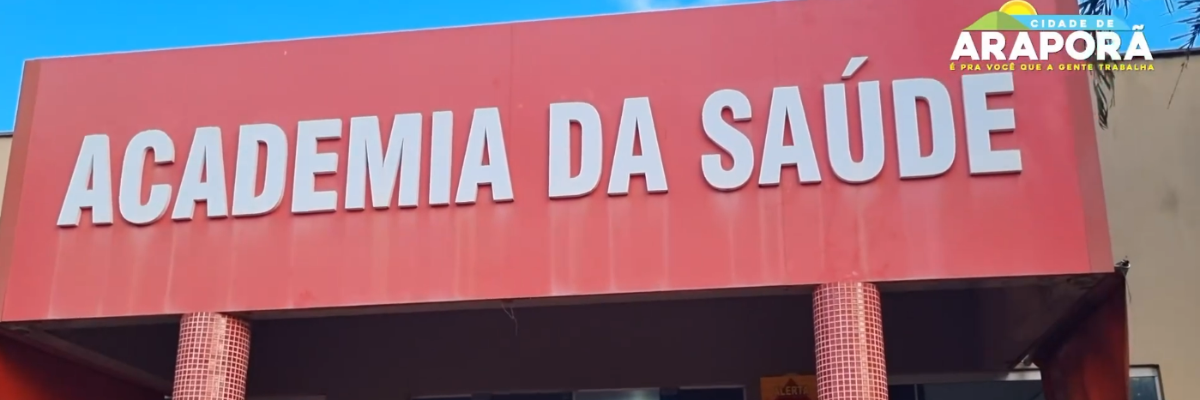 CIDADE DE
ARAPORÃ
É PRA VOCÊ QUE A GENTE TRABALHA
ACADEMIA DA SAÚDE